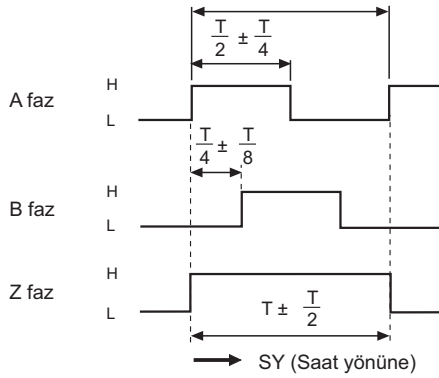 T/2 ± T/4
A faz H
L
T/4 ± T/8
B faz H
L
Z faz H
L
T ± T/2
SY (Saat yönüne)